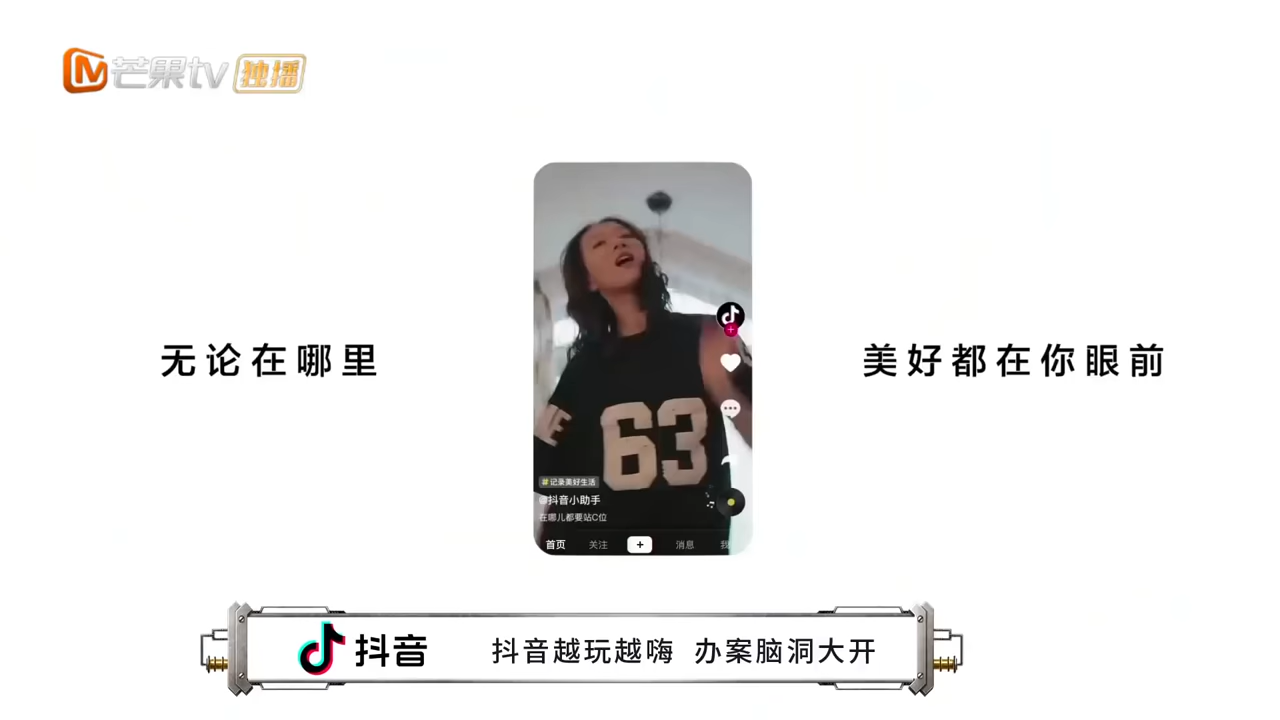 芒果tv 独播
无论在哪里
美好都在你眼前
63
#记录美好生活
@抖音小助手
在哪儿都要站C位
首页 关注 + 消息 我
抖音 抖音越玩越嗨 办案脑洞大开